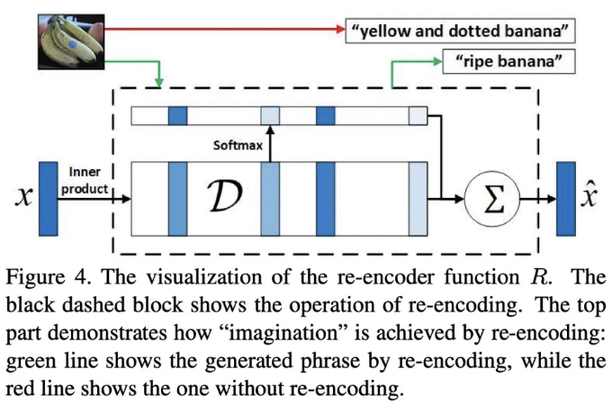 “yellow and dotted banana”
“ripe banana”
Softmax
Inner
product
x
D
Σ
x̂
Figure 4. The visualization of the re-encoder function R. The
black dashed block shows the operation of re-encoding. The top
part demonstrates how “imagination” is achieved by re-encoding:
green line shows the generated phrase by re-encoding, while the
red line shows the one without re-encoding.